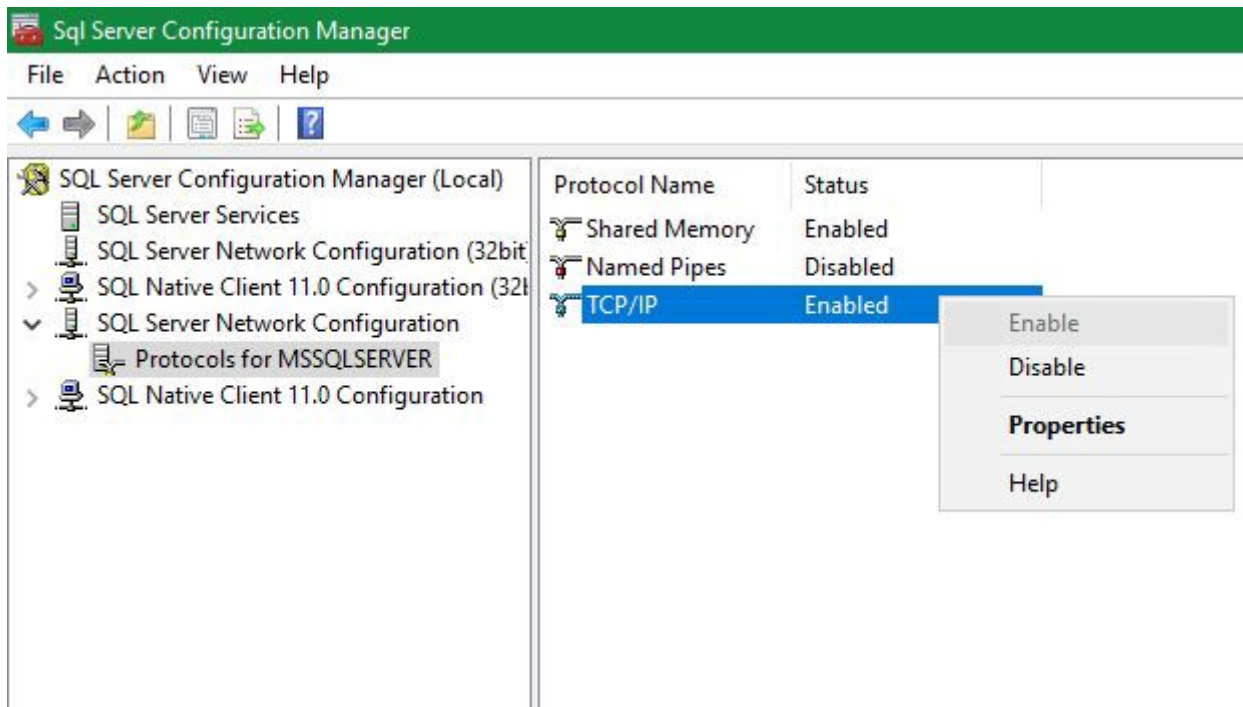 Sql Server Configuration Manager
File Action View Help
SQL Server Configuration Manager (Local)
SQL Server Services
SQL Server Network Configuration (32bit
SQL Native Client 11.0 Configuration (32
SQL Server Network Configuration
Protocols for MSSQLSERVER
SQL Native Client 11.0 Configuration
Protocol Name Status
Shared Memory Enabled
Named Pipes Disabled
TCP/IP Enabled
Enable
Disable
Properties
Help